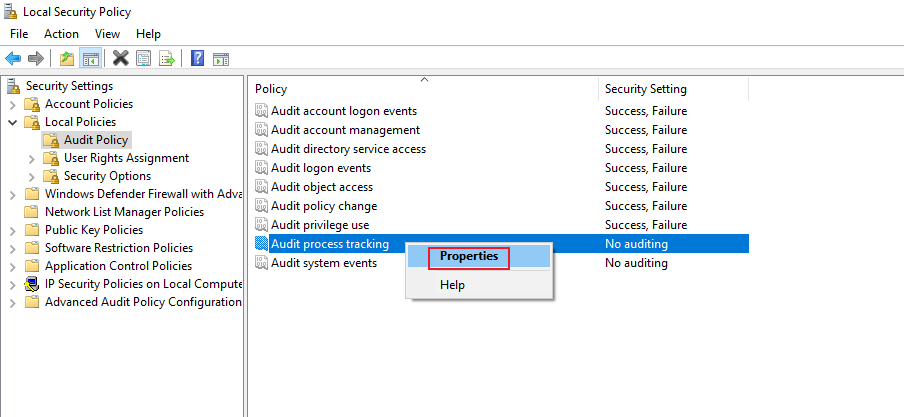 Local Security Policy
File Action View Help
Security Settings
Account Policies
Local Policies
Audit Policy
User Rights Assignment
Security Options
Windows Defender Firewall with Adva
Network List Manager Policies
Public Key Policies
Software Restriction Policies
Application Control Policies
IP Security Policies on Local Compute
Advanced Audit Policy Configuration
Policy Security Setting
Audit account logon events Success, Failure
Audit account management Success, Failure
Audit directory service access Success, Failure
Audit logon events Success, Failure
Audit object access Success, Failure
Audit policy change Success, Failure
Audit privilege use Success, Failure
Audit process tracking No auditing
Audit system events No auditing
Properties
Help